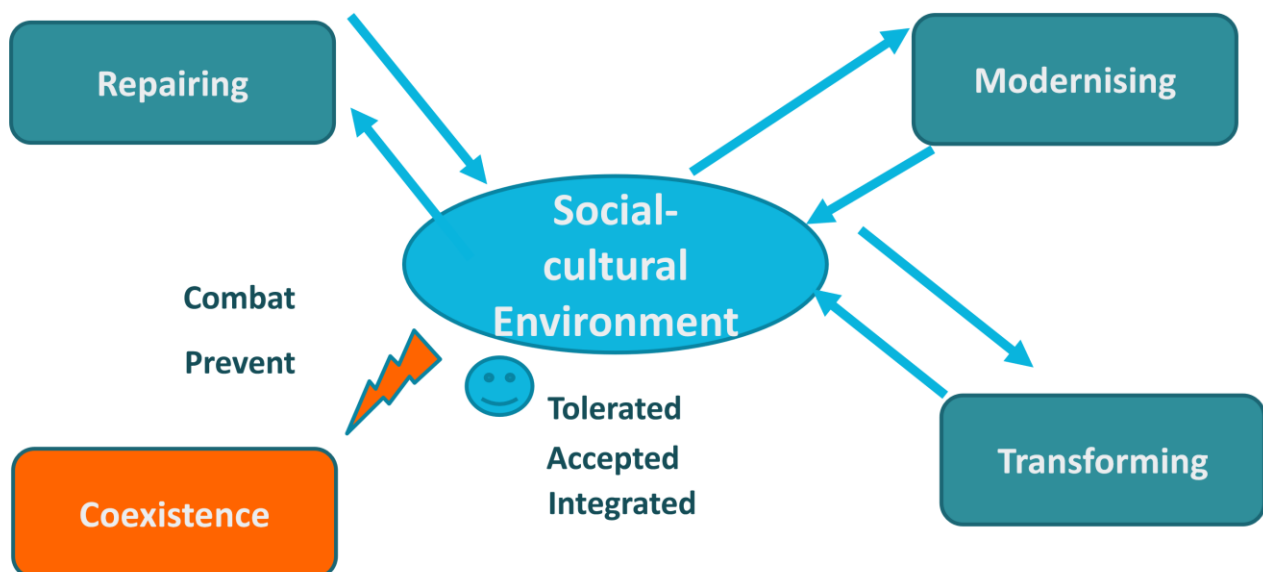 Repairing
Modernising
Social-
cultural
Environment
Combat
Prevent
Tolerated
Accepted
Integrated
Transforming
Coexistence